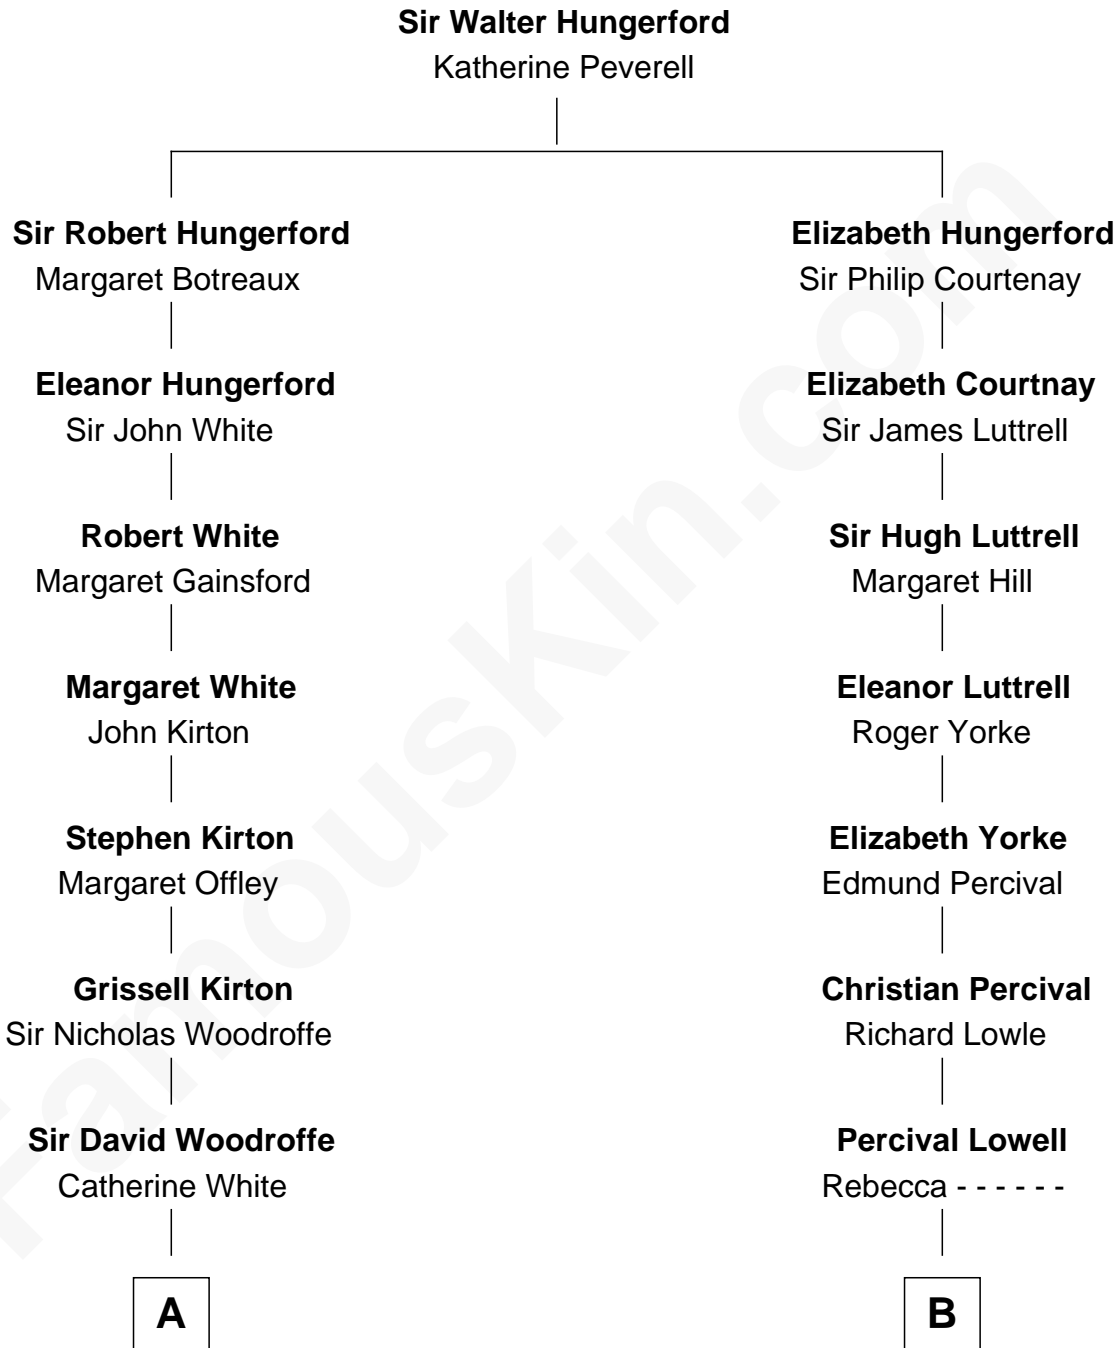 Sir Walter Hungerford
Katherine Peverell
Sir Robert Hungerford
Margaret Botreaux
Elizabeth Hungerford
Sir Philip Courtenay
Eleanor Hungerford
Sir John White
Elizabeth Courtnay
Sir James Luttrell
Robert White
Margaret Gainsford
Sir Hugh Luttrell
Margaret Hill
Margaret White
John Kirton
Eleanor Luttrell
Roger Yorke
Stephen Kirton
Margaret Offley
Elizabeth Yorke
Edmund Percival
Grissell Kirton
Sir Nicholas Woodroffe
Christian Percival
Richard Lowle
Sir David Woodroffe
Catherine White
Percival Lowell
Rebecca - - - - - -
A
B
FamousKin.com